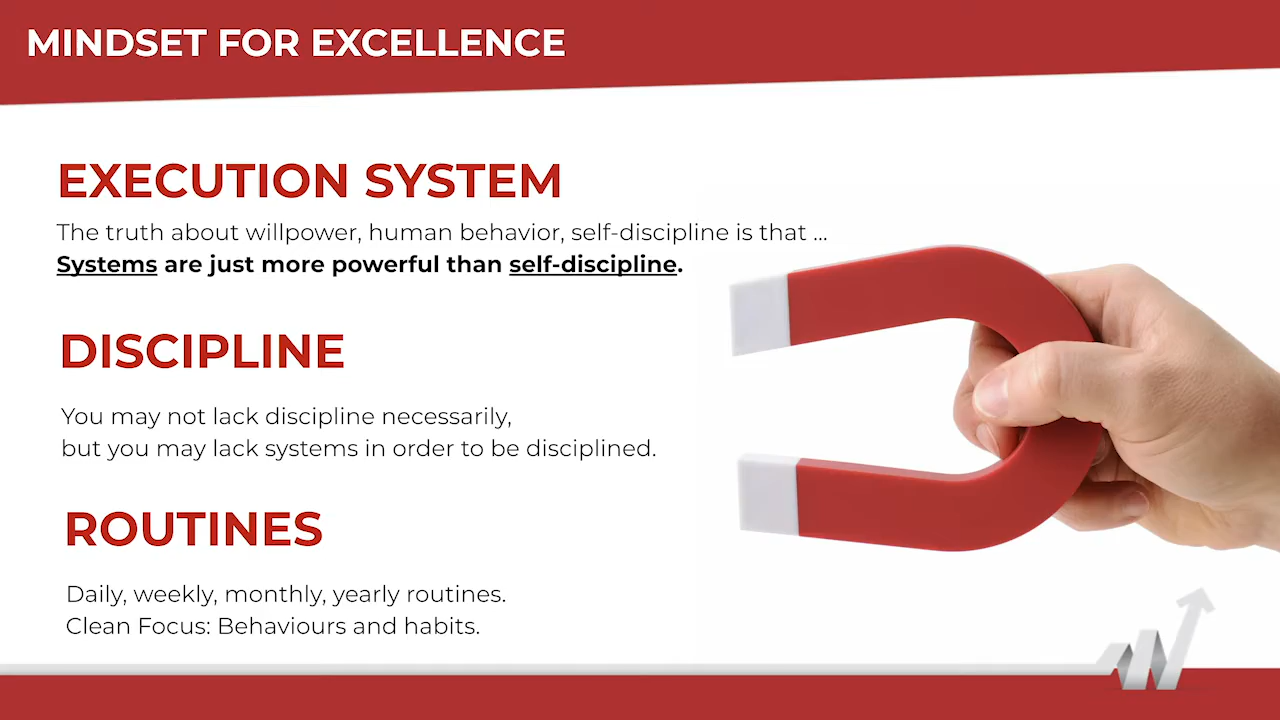 MINDSET FOR EXCELLENCE
EXECUTION SYSTEM
The truth about willpower, human behavior, self-discipline is that ...
Systems are just more powerful than self-discipline.
DISCIPLINE
You may not lack discipline necessarily,
but you may lack systems in order to be disciplined.
ROUTINES
Daily, weekly, monthly, yearly routines.
Clean Focus: Behaviours and habits.